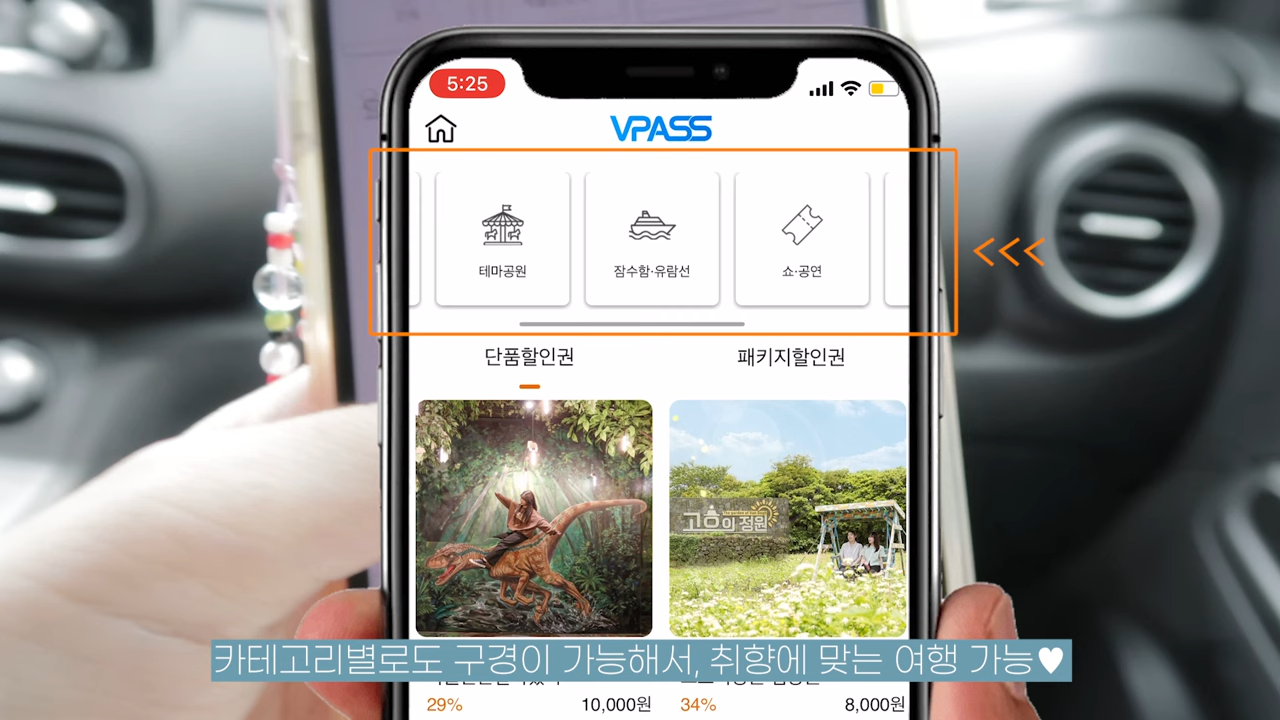 5:25
VPASS
테마공원
잠수함·유람선
쇼·공연
단품할인권
패키지할인권
고흐의 정원
카테고리별로도 구경이 가능해서, 취향에 맞는 여행 가능♥
29%
10,000원
34%
8,000원